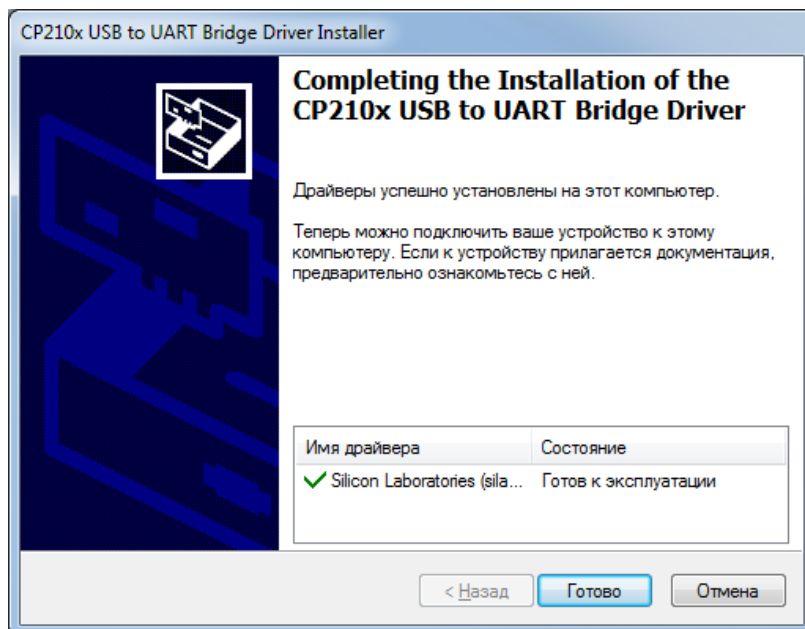 CP210x USB to UART Bridge Driver Installer
Completing the Installation of the
CP210x USB to UART Bridge Driver
Драйверы успешно установлены на этот компьютер.
Теперь можно подключить ваше устройство к этому
компьютеру. Если к устройству прилагается документация,
предварительно ознакомьтесь с ней.
Имя драйвера Состояние
Silicon Laboratories (sila... Готов к эксплуатации
< Назад Готово Отмена